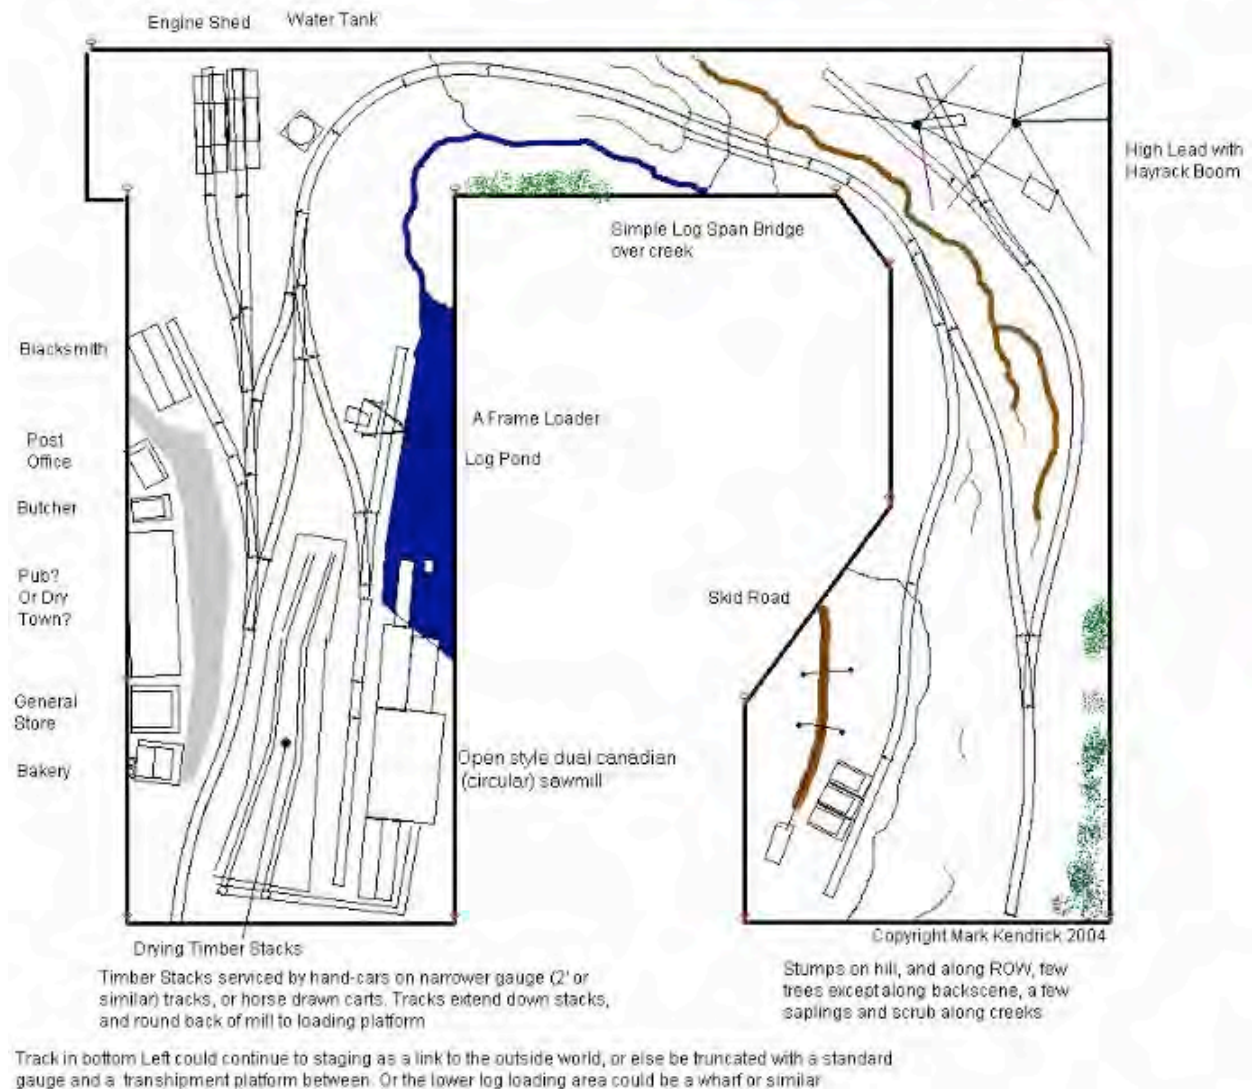 Engine Shed
Water Tank
High Lead with
Hayrack Boom
Simple Log Span Bridge
over creek
Blacksmith
A Frame Loader
Post
Office
Log Pond
Butcher
Pub?
Or Dry
Town?
Skid Road
General
Store
Bakery
Open style dual canadian
(circular) sawmill
Copyright Mark Kendrick 2004
Drying Timber Stacks
Timber Stacks serviced by hand-cars on narrower gauge (2' or
similar) tracks, or horse drawn carts. Tracks extend down stacks,
and round back of mill to loading platform
Stumps on hill, and along ROW, few
trees except along backscene, a few
saplings and scrub along creeks
Track in bottom Left could continue to staging as a link to the outside world, or else be truncated with a standard
gauge and a transhipment platform between. Or the lower log loading area could be a wharf or similar